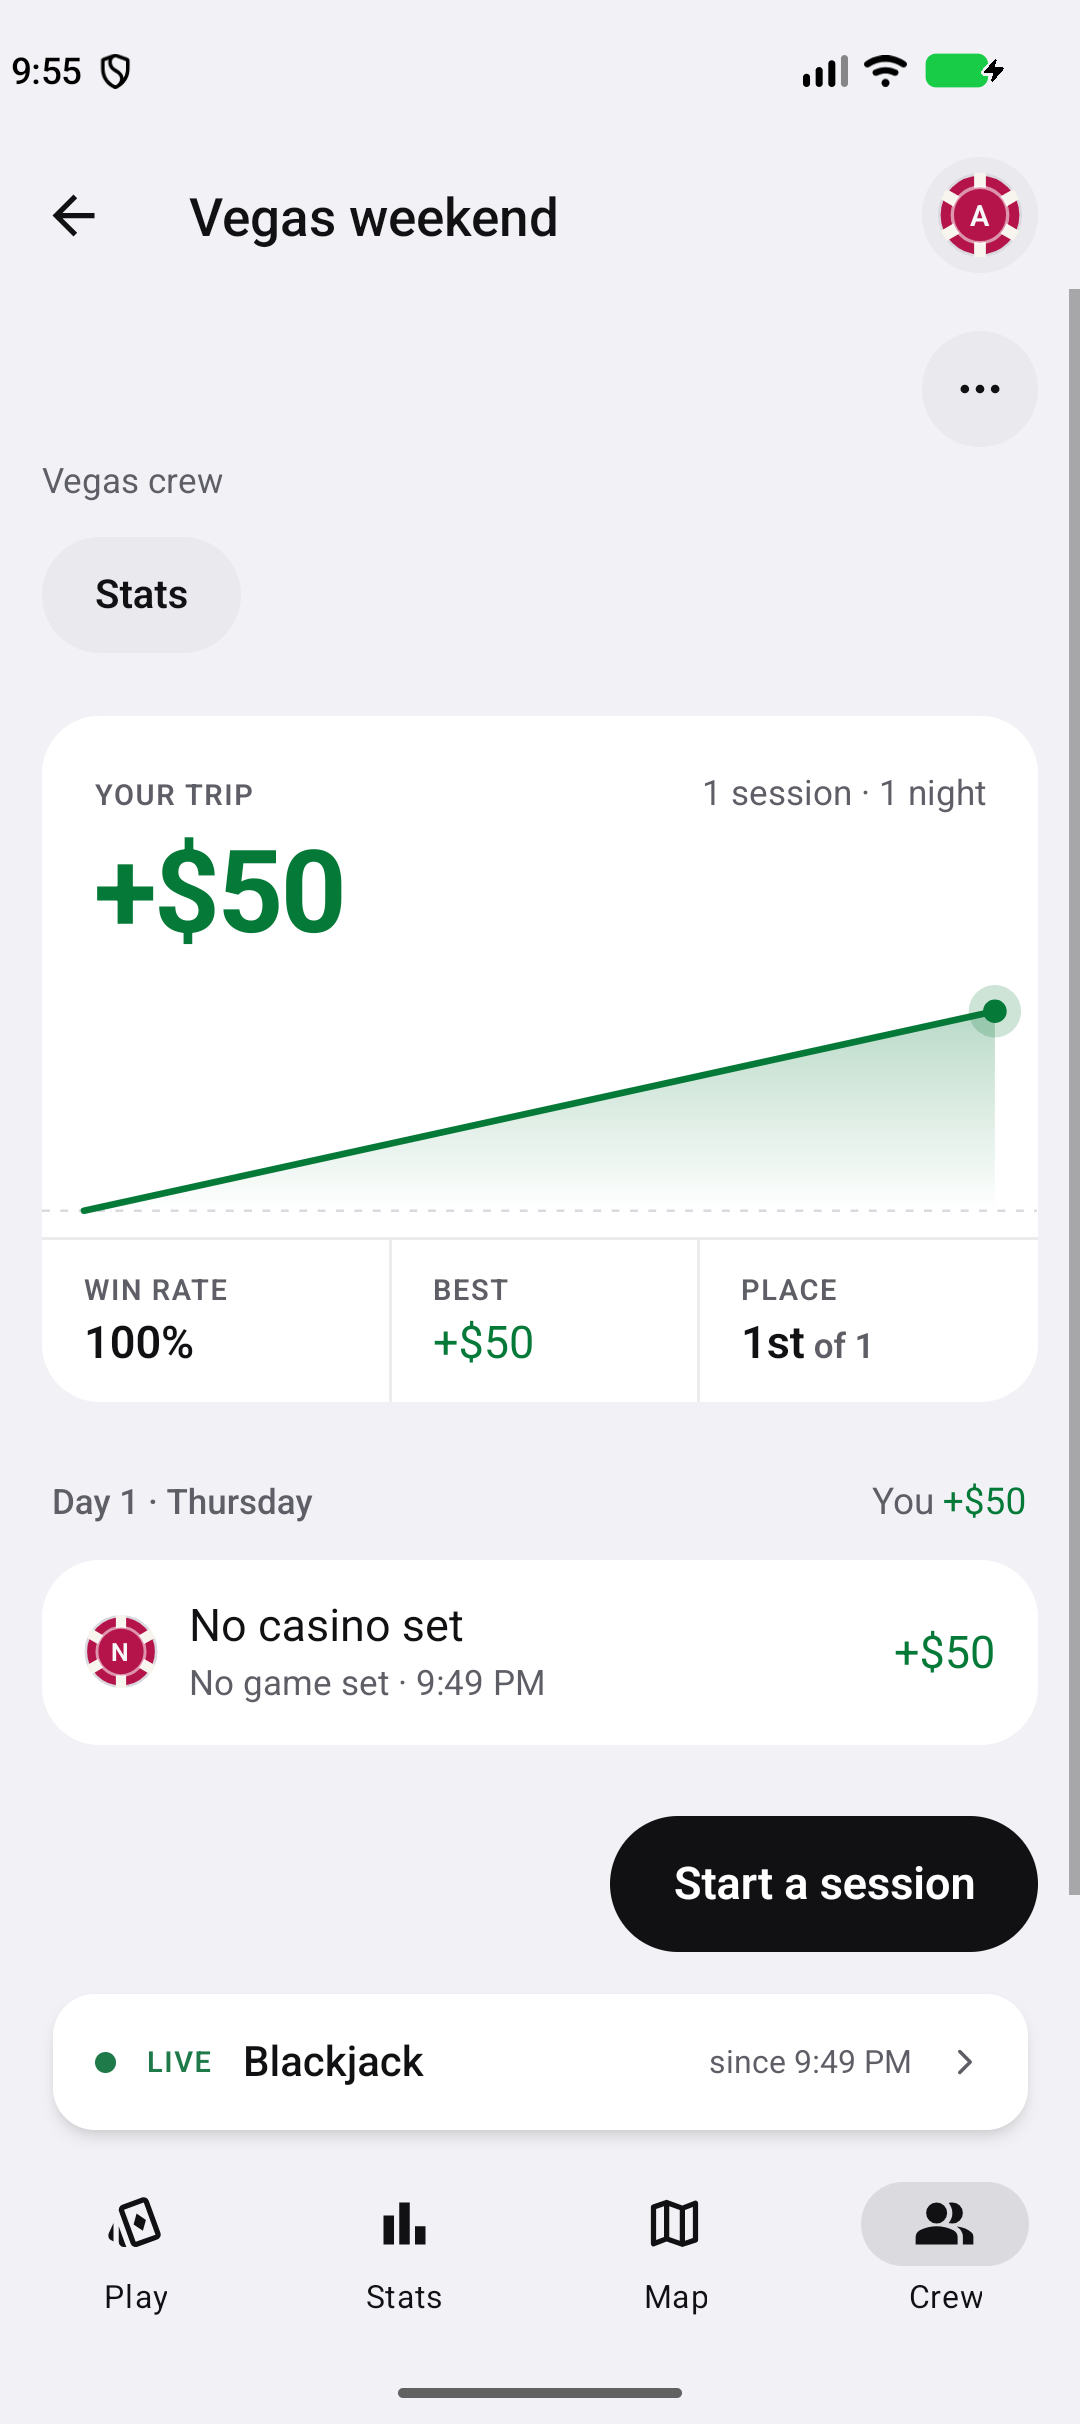 9:55
Vegas weekend
A
Vegas crew
Stats
YOUR TRIP
1 session · 1 night
+$50
WIN RATE
BEST
PLACE
100%
+$50
1st of 1
Day 1 · Thursday
You +$50
N
No casino set
No game set · 9:49 PM
+$50
Start a session
LIVE Blackjack
since 9:49 PM
Play
Stats
Map
Crew